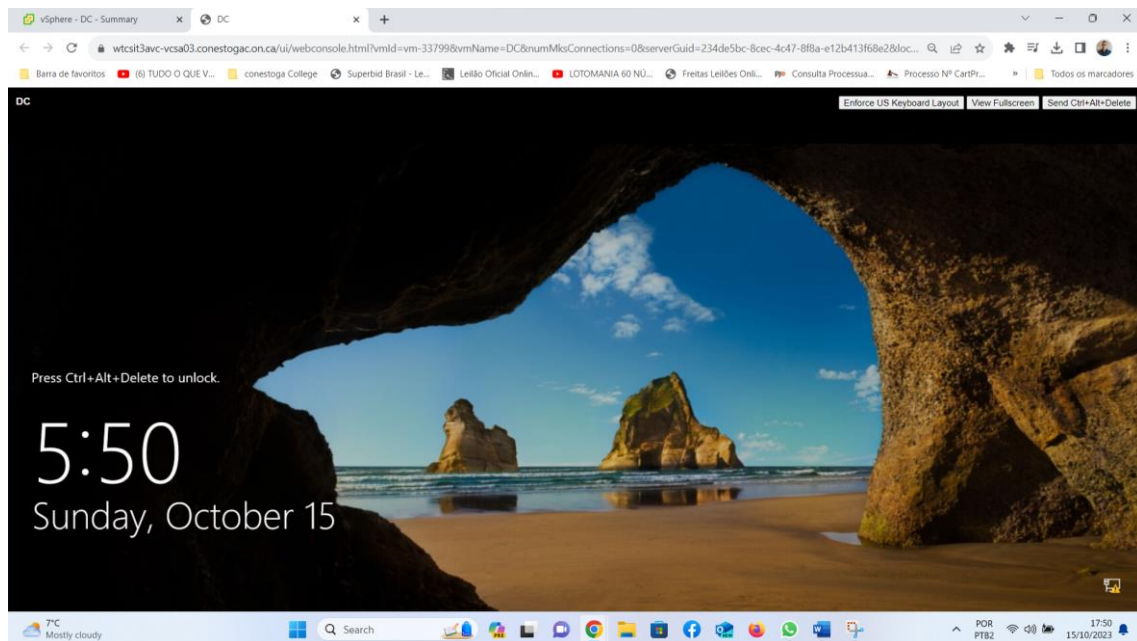 vSphere - DC - Summary
DC
wtcsit3avc-vcsa03.conestogac.on.ca/ui/webconsole.html?vmId=vm-33799&vmName=DC&numMksConnections=0&serverGuid=234de5bc-8cec-4c47-8f8a-e12b413f68e2&loc...
Barra de favoritos (6) TUDO O QUE V... conestoga College Superbid Brasil - Le... Leilão Oficial Onlin... LOTOMANIA 60 NÚ... Freitas Leilões Onli... Consulta Processua... Processo Nº CartPr... » Todos os marcadores
DC
Enforce US Keyboard Layout View Fullscreen Send Ctrl+Alt+Delete
Press Ctrl+Alt+Delete to unlock.
5:50
Sunday, October 15
7°C
Mostly cloudy
Search
PRE
POR
PTB2
17:50
15/10/2023